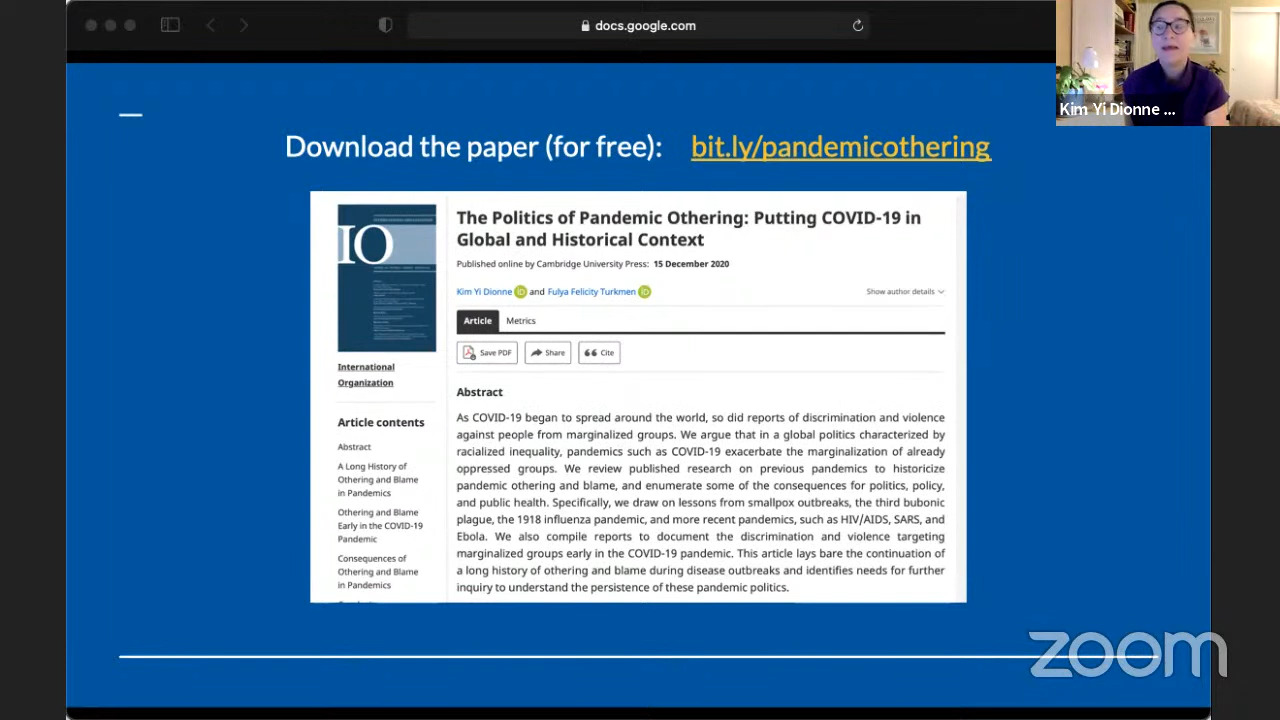 docs.google.com
Kim Yi Dionne ...
Download the paper (for free): bit.ly/pandemicothering
IO
The Politics of Pandemic Othering: Putting COVID-19 in
Global and Historical Context
Published online by Cambridge University Press: 15 December 2020
Kim Yi Dionne iD and Fulya Felicity Turkmen iD
Show author details
Article Metrics
Save PDF Share Cite
International
Organization
Article contents
Abstract
A Long History of
Othering and Blame
in Pandemics
Othering and Blame
Early in the COVID-19
Pandemic
Consequences of
Othering and Blame
in Pandemics
Abstract
As COVID-19 began to spread around the world, so did reports of discrimination and violence
against people from marginalized groups. We argue that in a global politics characterized by
racialized inequality, pandemics such as COVID-19 exacerbate the marginalization of already
oppressed groups. We review published research on previous pandemics to historicize
pandemic othering and blame, and enumerate some of the consequences for politics, policy,
and public health. Specifically, we draw on lessons from smallpox outbreaks, the third bubonic
plague, the 1918 influenza pandemic, and more recent pandemics, such as HIV/AIDS, SARS, and
Ebola. We also compile reports to document the discrimination and violence targeting
marginalized groups early in the COVID-19 pandemic. This article lays bare the continuation of
a long history of othering and blame during disease outbreaks and identifies needs for further
inquiry to understand the persistence of these pandemic politics.
zoom